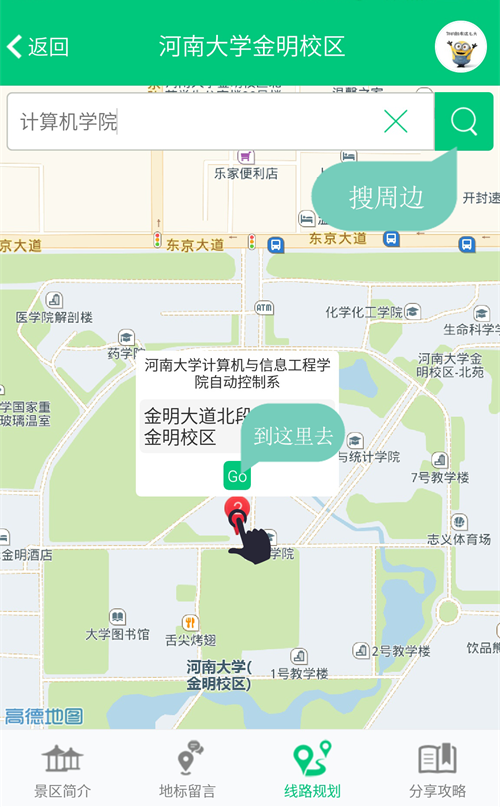 返回
河南大学金明校区
计算机学院
搜周边
乐家便利店
开封速
东京大道
东京大道
东京大道
ATM
医学院解剖楼
化学化工学院
生命科学学
药学院
河南大学计算机与信息工程学
院自动控制系
河南大学金
明校区-北苑
学国家重
玻璃温室
金明大道北段
金明校区
到这里去
与统计学院
Go
7号教学楼
志义体育场
金明酒店
学院
大学图书馆
舌尖烤翅
2号教学楼
饮品熊
河南大学(
金明校区)
1号教学楼
高德地图
景区简介
地标留言
线路规划
分享攻略